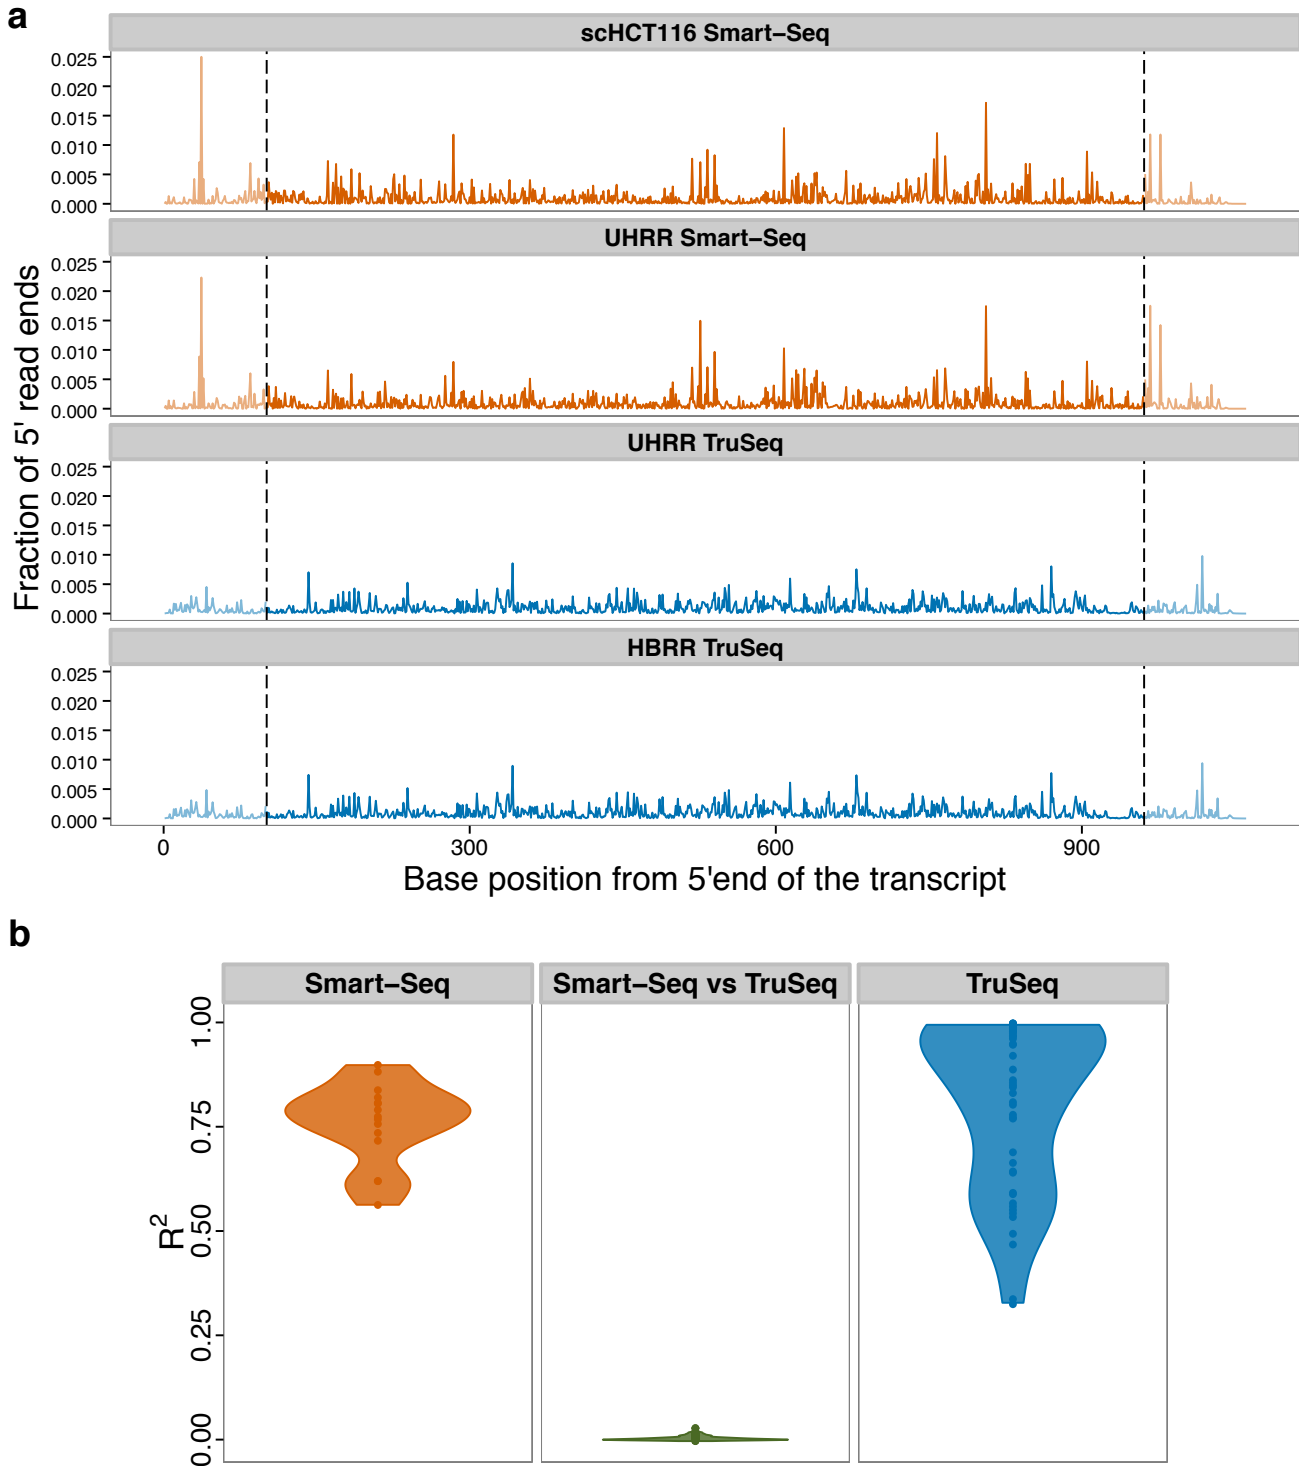 a
scHCT116 Smart−Seq
0.025
0.020
0.015
0.010
0.005
0.000
UHRR Smart−Seq
0.025
0.020
0.015
0.010
0.005
0.000
UHRR TruSeq
0.025
0.020
0.015
0.010
0.005
0.000
HBRR TruSeq
0.025
0.020
0.015
0.010
0.005
0.000
Fraction of 5' read ends
0 300 600 900
Base position from 5'end of the transcript
b
Smart−Seq Smart−Seq vs TruSeq TruSeq
1.00
0.75
0.50
0.25
0.00
R²